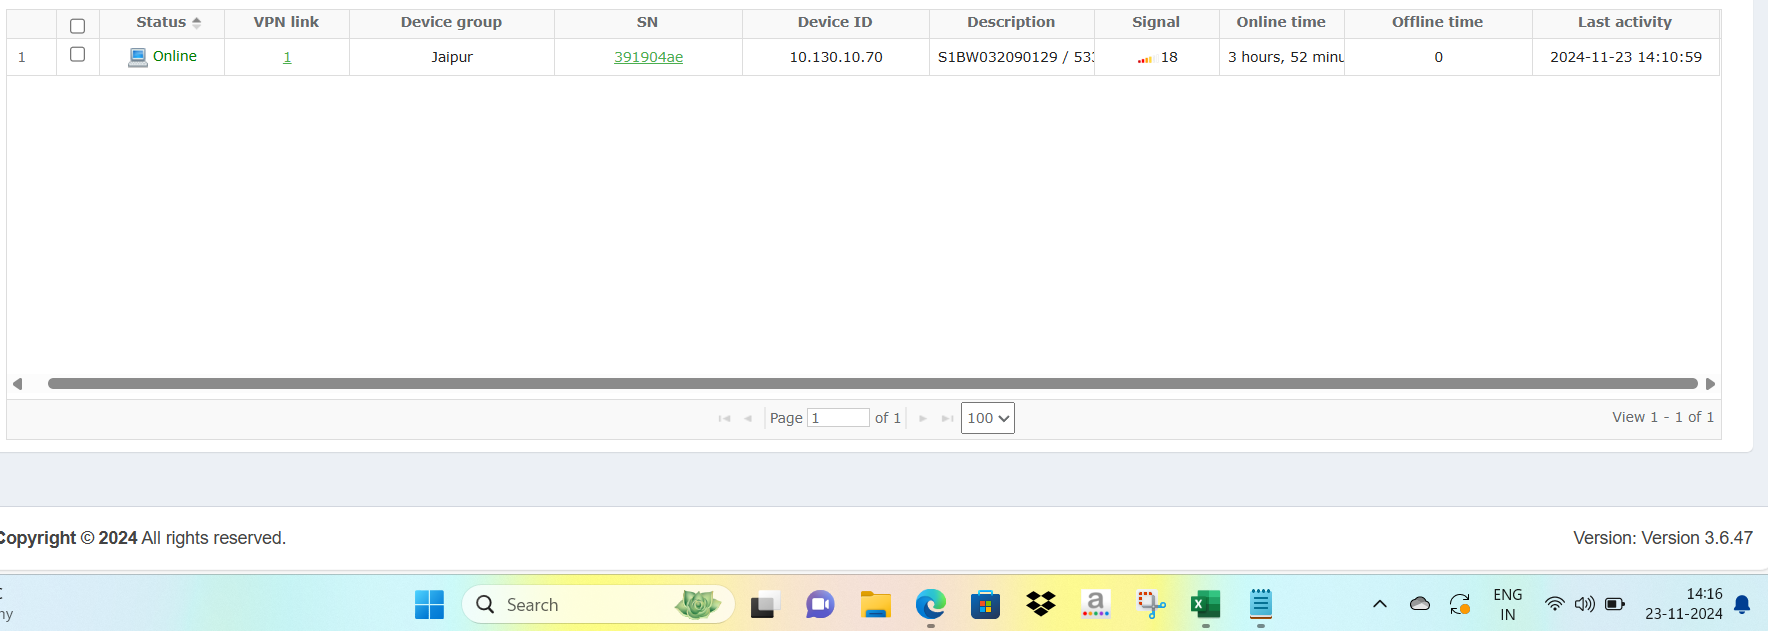 Status VPN link Device group SN Device ID Description Signal Online time Offline time Last activity
1 Online 1 Jaipur 391904ae 10.130.10.70 S1BW032090129 / 53 18 3 hours, 52 minu 0 2024-11-23 14:10:59
Page 1 of 1 100 View 1 - 1 of 1
Copyright © 2024 All rights reserved. Version: Version 3.6.47
Search
ENG
IN
14:16
23-11-2024